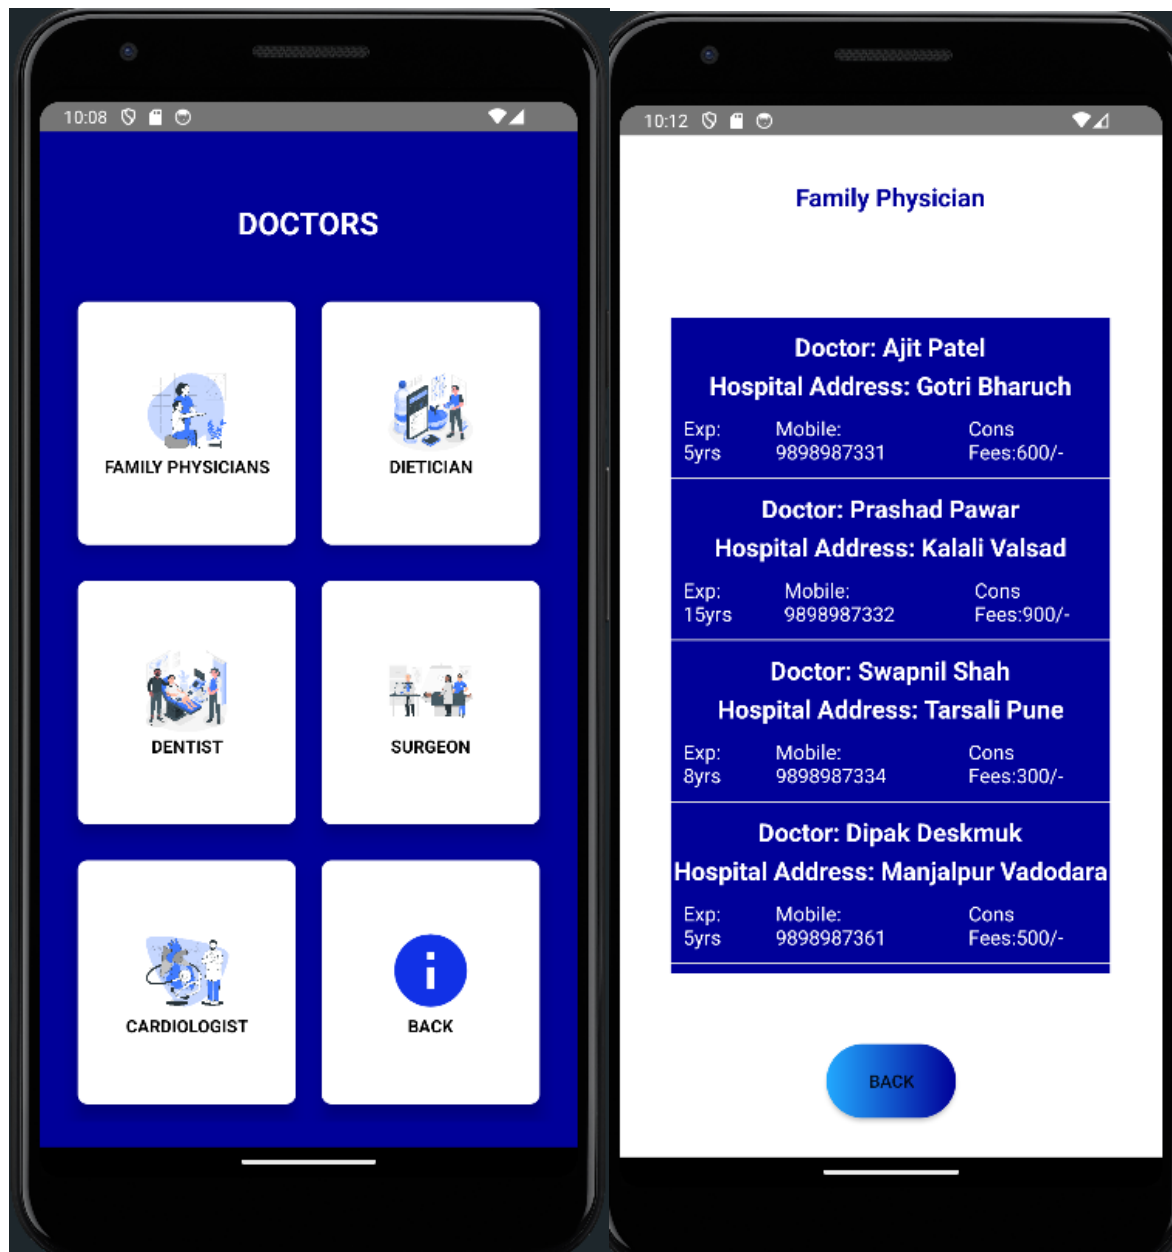 10:08
DOCTORS
FAMILY PHYSICIANS
DIETICIAN
DENTIST
SURGEON
CARDIOLOGIST
BACK
10:12
Family Physician
Doctor: Ajit Patel
Hospital Address: Gotri Bharuch
Exp: Mobile: Cons
5yrs 9898987331 Fees:600/-
Doctor: Prashad Pawar
Hospital Address: Kalali Valsad
Exp: Mobile: Cons
15yrs 9898987332 Fees:900/-
Doctor: Swapnil Shah
Hospital Address: Tarsali Pune
Exp: Mobile: Cons
8yrs 9898987334 Fees:300/-
Doctor: Dipak Deskmuk
Hospital Address: Manjalpur Vadodara
Exp: Mobile: Cons
5yrs 9898987361 Fees:500/-
BACK